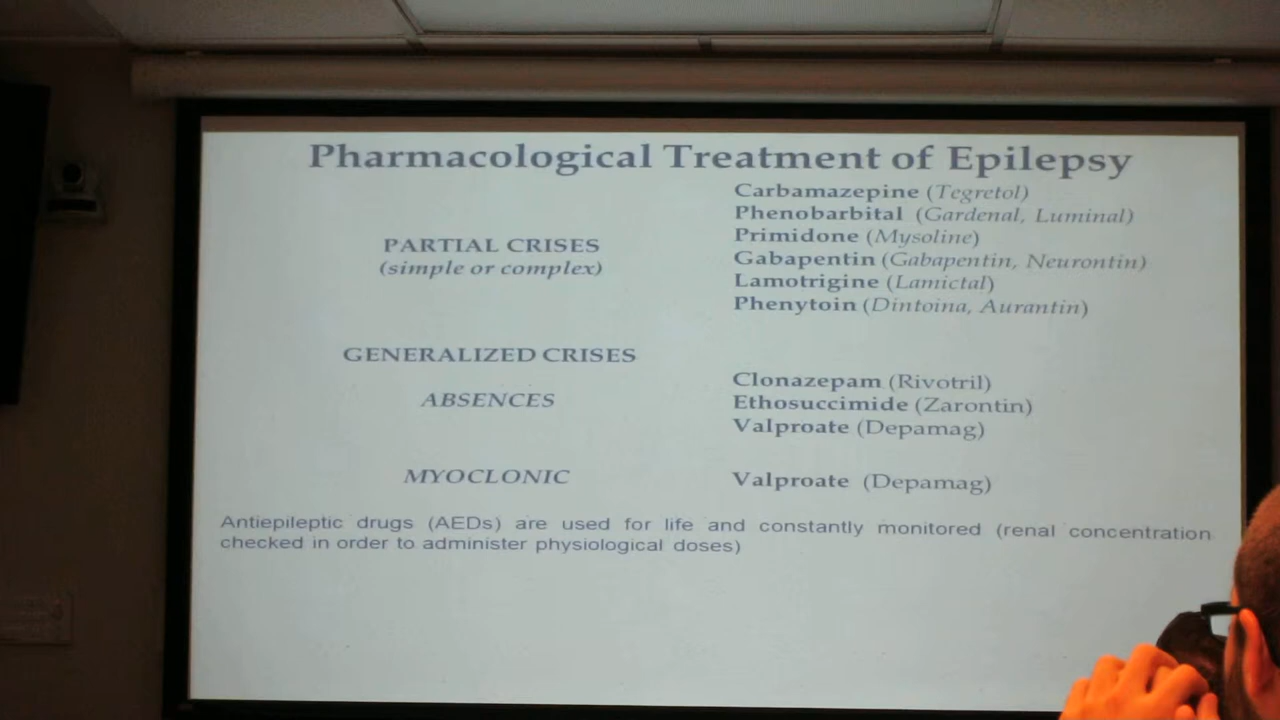 Pharmacological Treatment of Epilepsy
PARTIAL CRISES
(simple or complex)
Carbamazepine (Tegretol)
Phenobarbital (Gardenal, Luminal)
Primidone (Mysoline)
Gabapentin (Gabapentin, Neurontin)
Lamotrigine (Lamictal)
Phenytoin (Dintoina, Aurantin)
GENERALIZED CRISES
ABSENCES
Clonazepam (Rivotril)
Ethosuccimide (Zarontin)
Valproate (Depamag)
MYOCLONIC
Valproate (Depamag)
Antiepileptic drugs (AEDs) are used for life and constantly monitored (renal concentration
checked in order to administer physiological doses)